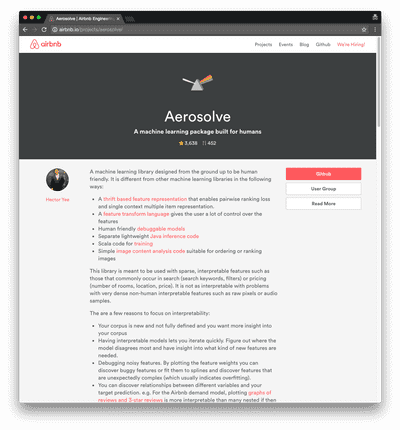 Aerosolve | Airbnb Engineeri
airbnb.io/projects/aerosolve/
airbnb
Projects Events Blog Github We're Hiring!
Aerosolve
A machine learning package built for humans
3,638 452
Hector Yee
A machine learning library designed from the ground up to be human
friendly. It is different from other machine learning libraries in the following
ways:
A thrift based feature representation that enables pairwise ranking loss
and single context multiple item representation.
A feature transform language gives the user a lot of control over the
features
Human friendly debuggable models
Separate lightweight Java inference code
Scala code for training
Simple image content analysis code suitable for ordering or ranking
images
Github
User Group
Read More
This library is meant to be used with sparse, interpretable features such as
those that commonly occur in search (search keywords, filters) or pricing
(number of rooms, location, price). It is not as interpretable with problems
with very dense non-human interpretable features such as raw pixels or audio
samples.
The are a few reasons to focus on interpretability:
Your corpus is new and not fully defined and you want more insight into
your corpus
Having interpretable models lets you iterate quickly. Figure out where the
model disagrees most and have insight into what kind of new features are
needed.
Debugging noisy features. By plotting the feature weights you can
discover buggy features or fit them to splines and discover features that
are unexpectedly complex (which usually indicates overfitting).
You can discover relationships between different variables and your
target prediction. e.g. For the Airbnb demand model, plotting graphs
of reviews and 3-star reviews is more interpretable than many nested if then